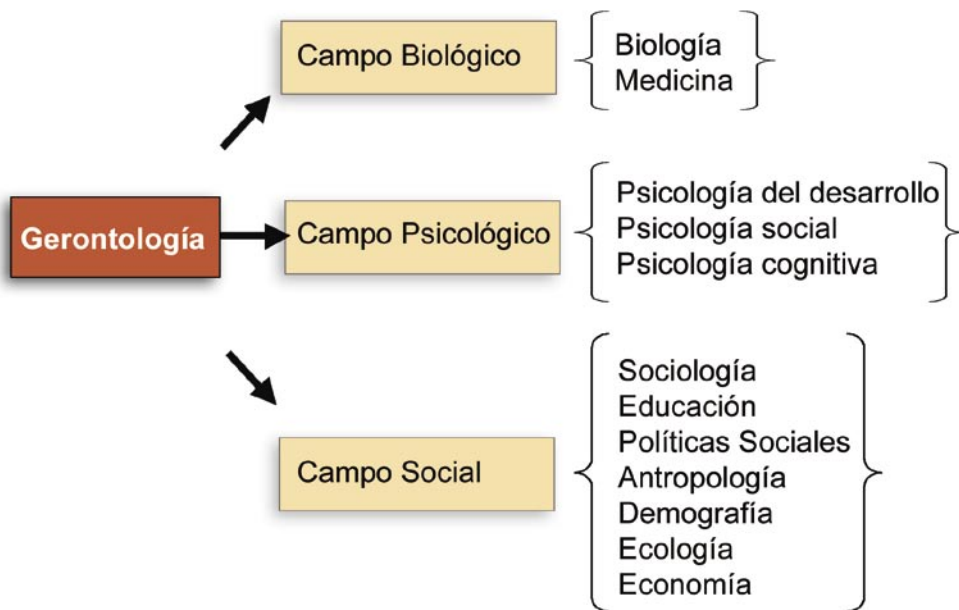 Gerontología
Campo Biológico
Biología
Medicina
Campo Psicológico
Psicología del desarrollo
Psicología social
Psicología cognitiva
Campo Social
Sociología
Educación
Políticas Sociales
Antropología
Demografía
Ecología
Economía